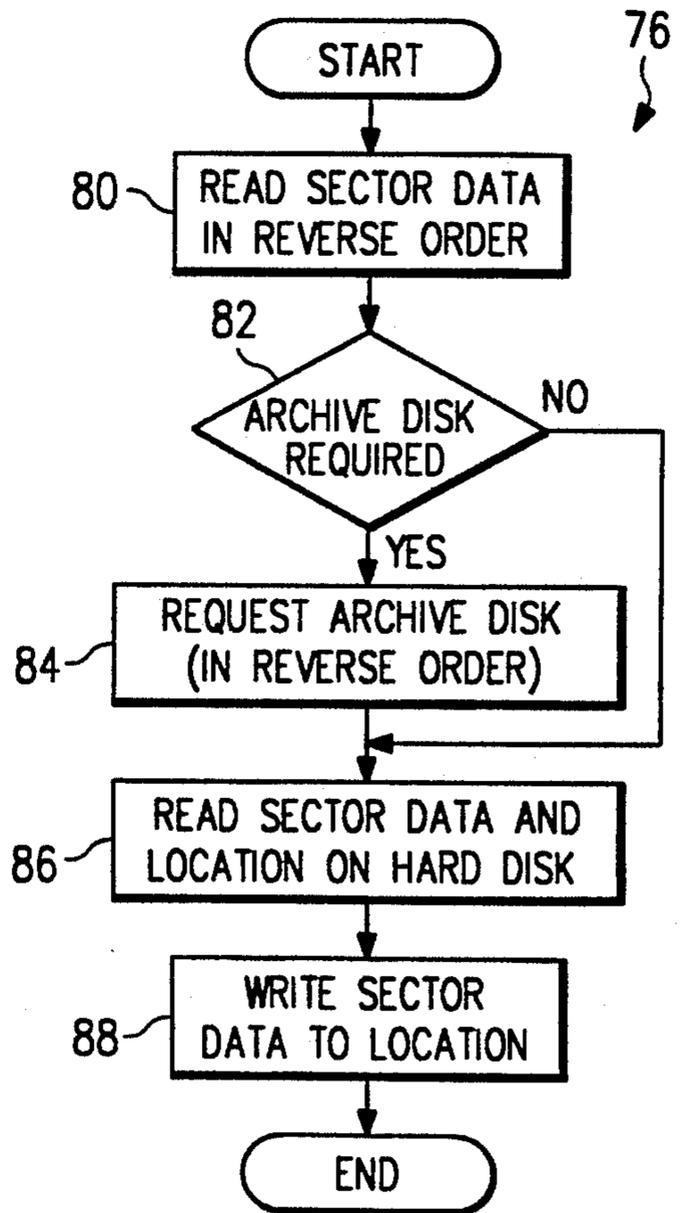 76
START
80
READ SECTOR DATA
IN REVERSE ORDER
82
ARCHIVE DISK
REQUIRED
NO
YES
84
REQUEST ARCHIVE DISK
(IN REVERSE ORDER)
86
READ SECTOR DATA AND
LOCATION ON HARD DISK
88
WRITE SECTOR
DATA TO LOCATION
END